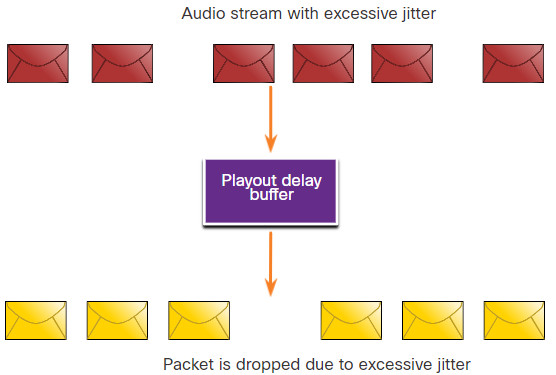 Audio stream with excessive jitter
Playout delay
buffer
Packet is dropped due to excessive jitter